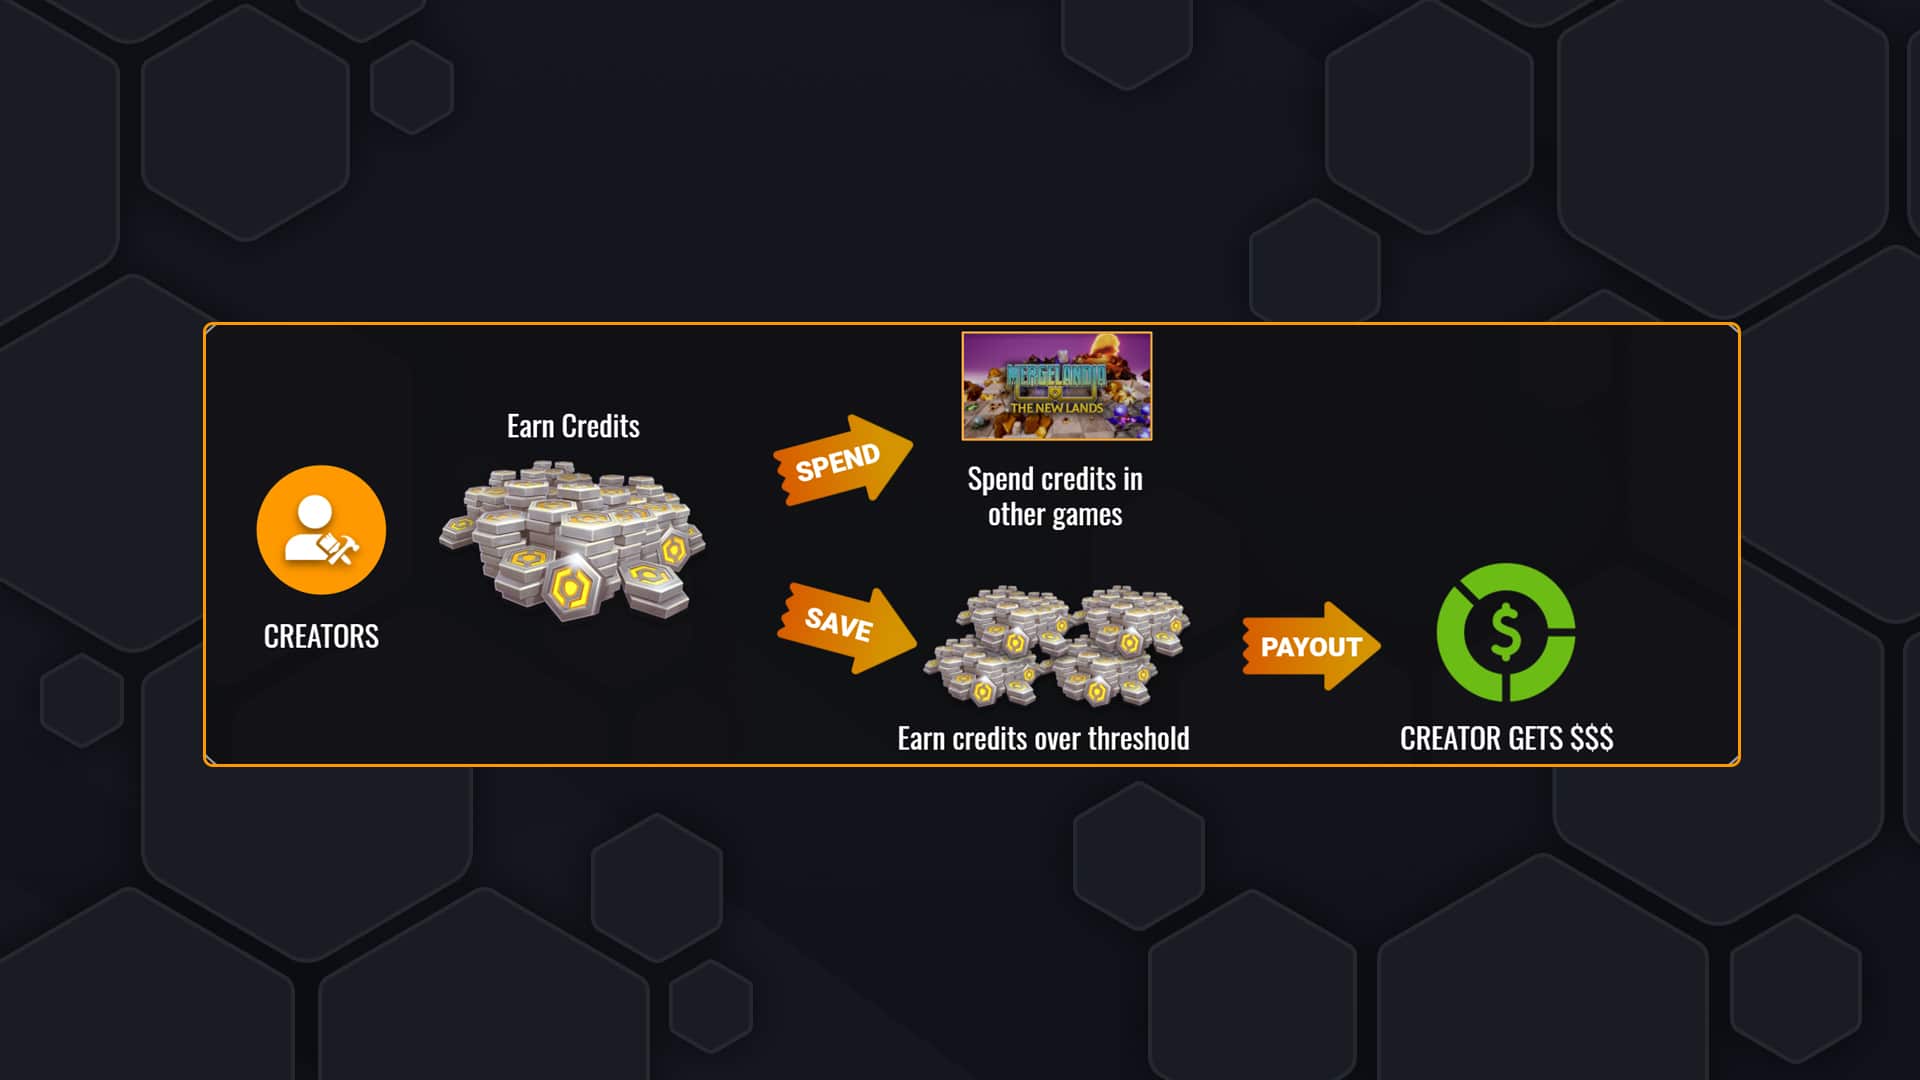 Earn Credits
CREATORS
SPEND
MERGELANDIA
THE NEW LANDS
Spend credits in
other games
SAVE
Earn credits over threshold
PAYOUT
CREATOR GETS $$$